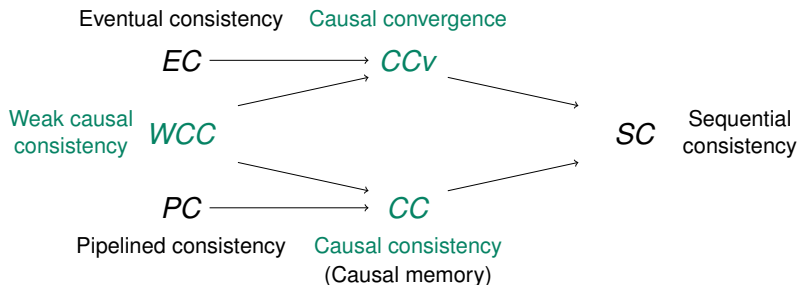 Eventual consistency Causal convergence
EC CCv
Weak causal
consistency
WCC
SC
Sequential
consistency
PC CC
Pipelined consistency Causal consistency
(Causal memory)